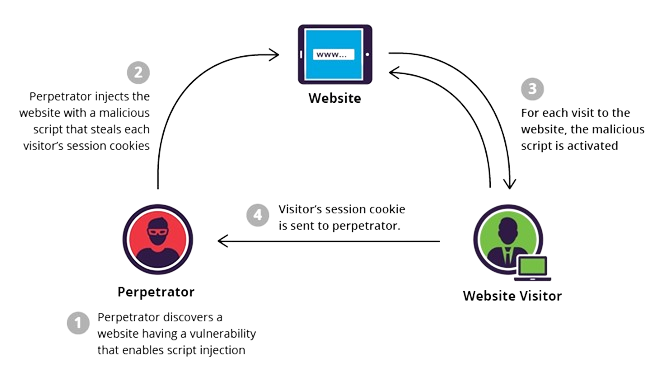 www...
Website
2
Perpetrator injects the
website with a malicious
script that steals each
visitor's session cookies
3
For each visit to the
website, the malicious
script is activated
4
Visitor's session cookie
is sent to perpetrator.
Perpetrator
Website Visitor
1
Perpetrator discovers a
website having a vulnerability
that enables script injection